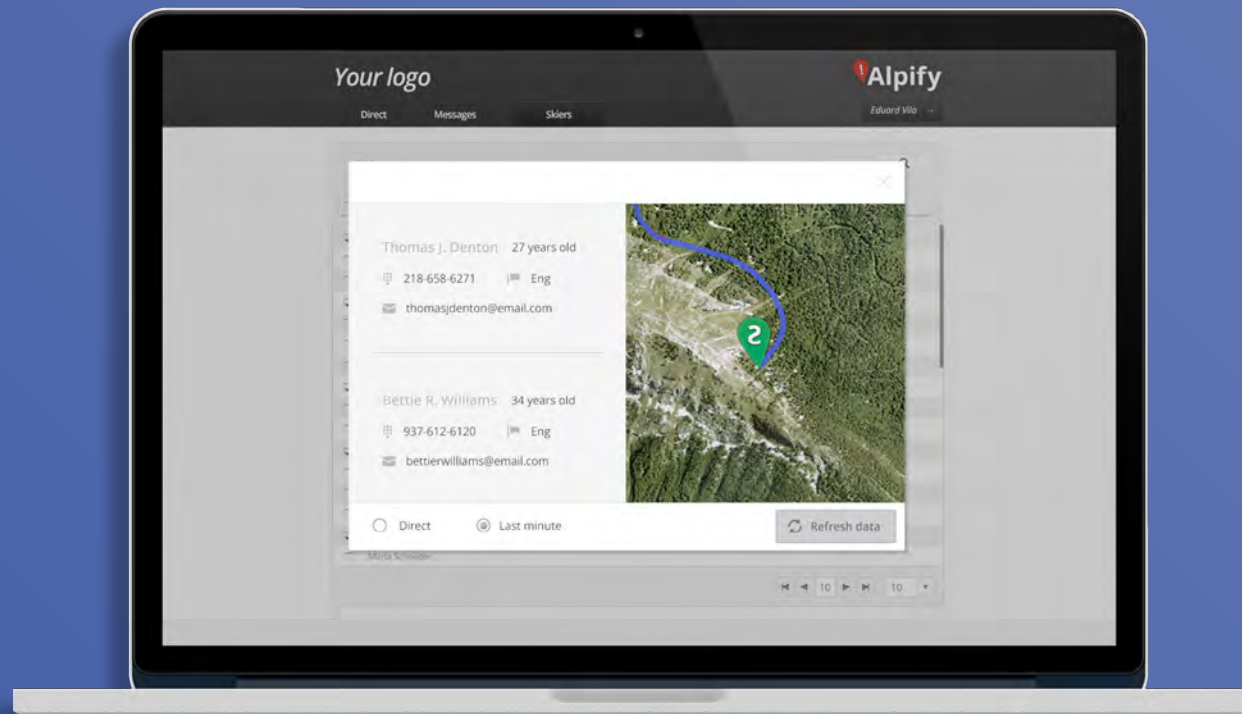 Your logo
Alpify
Direct Messages Skiers
Eduard Vila
Thomas J. Denton 27 years old
218-658-6271 Eng
thomasjdenton@email.com
Bettie R. Williams 34 years old
937-612-6120 Eng
bettierwilliams@email.com
2
Direct Last minute
Refresh data
10 10